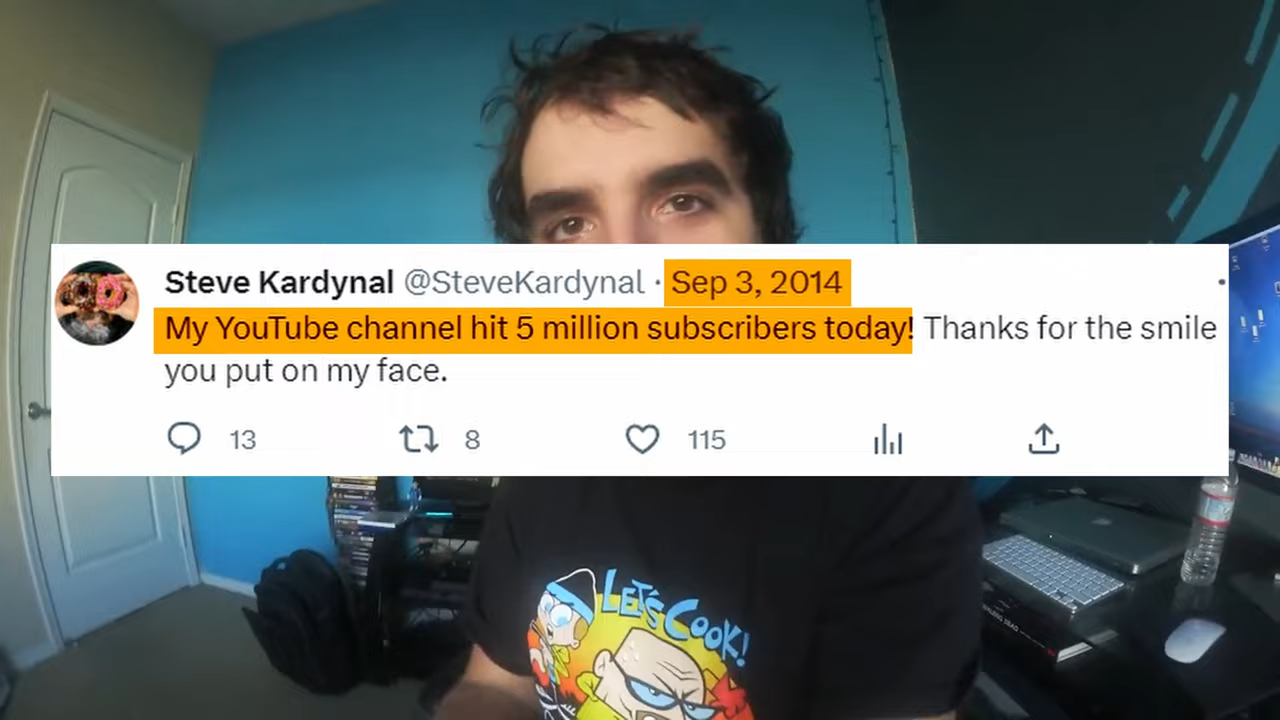 Steve Kardynal @SteveKardynal · Sep 3, 2014
My YouTube channel hit 5 million subscribers today! Thanks for the smile
you put on my face.
13 8 115
LET'S COOK!